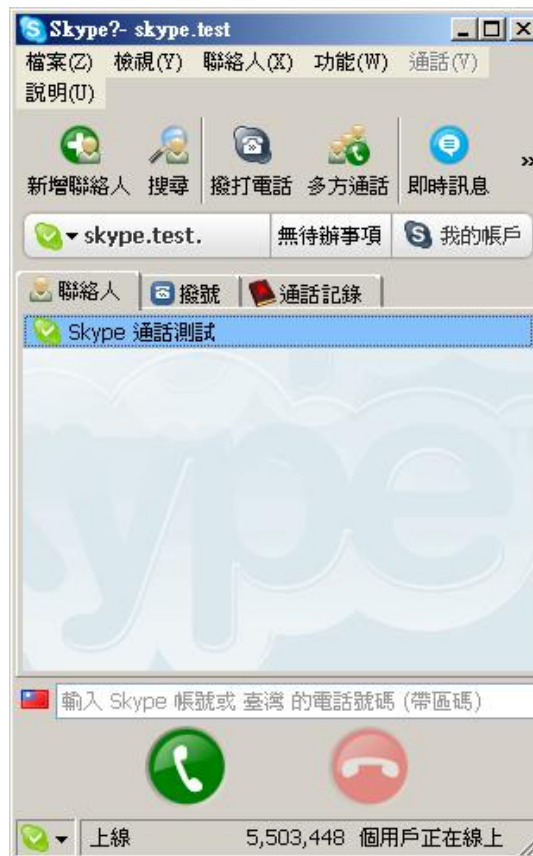 Skype?- skype.test
檔案(Z) 檢視(Y) 聯絡人(X) 功能(W) 通話(V)
說明(U)
新增聯絡人 搜尋 撥打電話 多方通話 即時訊息
skype.test. 無待辦事項 我的帳戶
聯絡人 撥號 通話記錄
Skype 通話測試
kype
輸入 Skype 帳號或 臺灣 的電話號碼 (帶區碼)
上線 5,503,448 個用戶正在線上